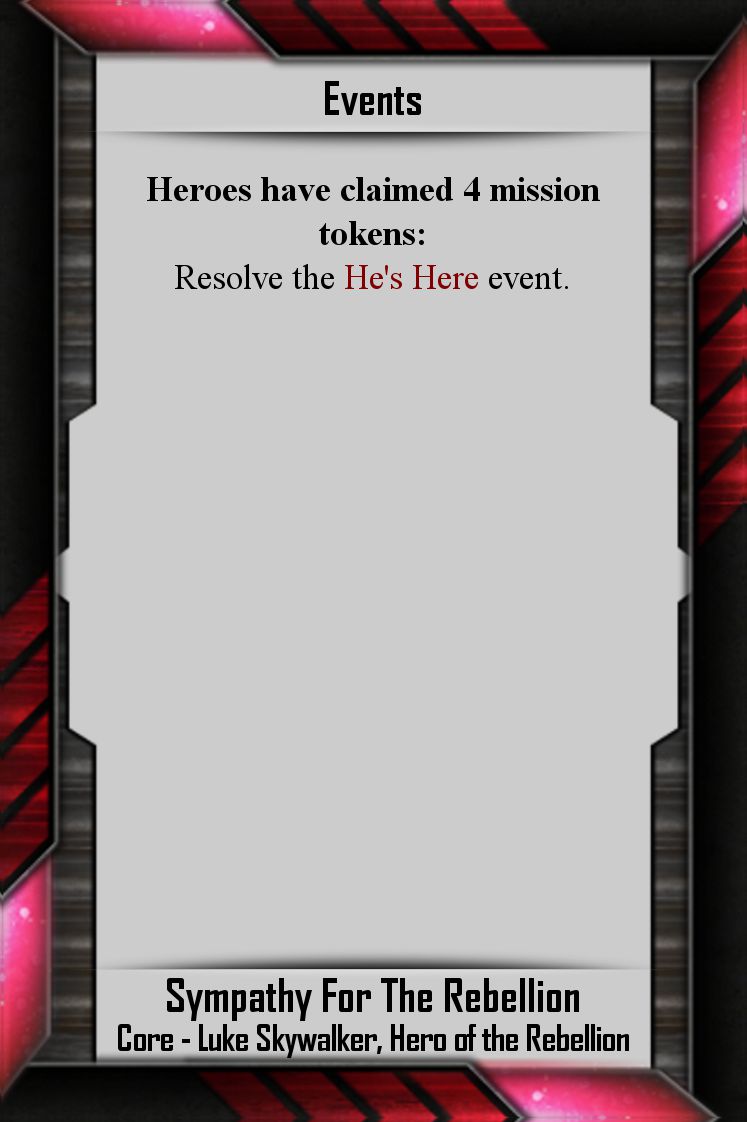 Events
Heroes have claimed 4 mission
tokens:
Resolve the He's Here event.
Sympathy For The Rebellion
Core - Luke Skywalker, Hero of the Rebellion